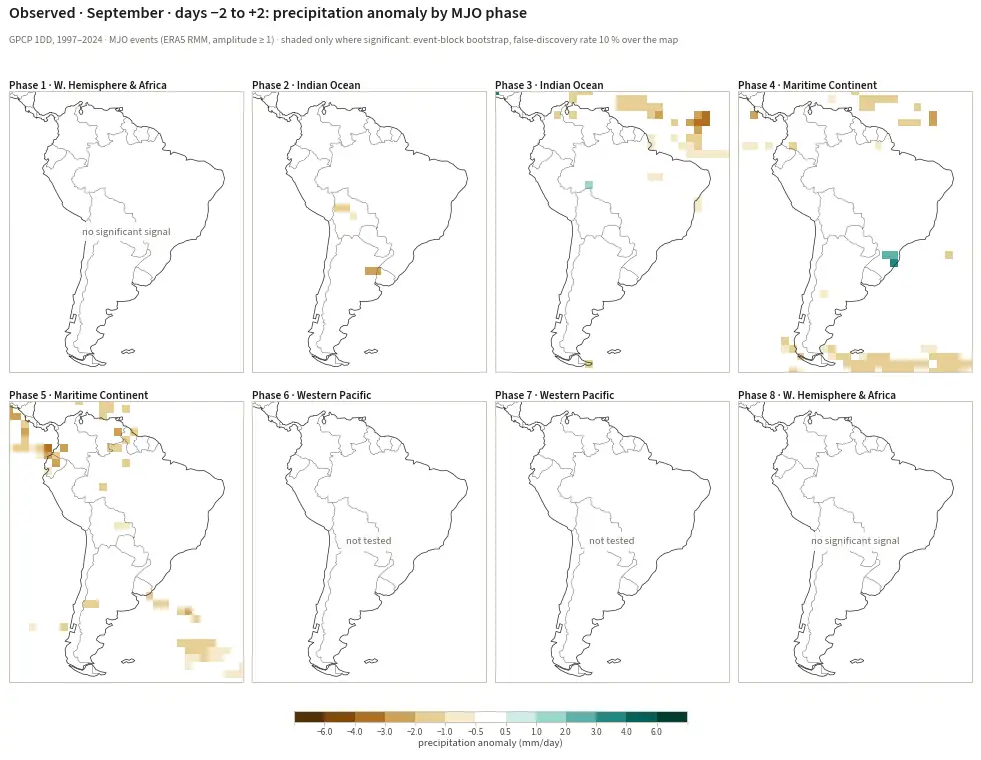 Observed · September · days −2 to +2: precipitation anomaly by MJO phase
GPCP 1DD, 1997–2024 · MJO events (ERA5 RMM, amplitude ≥ 1) · shaded only where significant: event-block bootstrap, false-discovery rate 10 % over the map
Phase 1 · W. Hemisphere & Africa
Phase 2 · Indian Ocean
Phase 3 · Indian Ocean
Phase 4 · Maritime Continent
no significant signal
Phase 5 · Maritime Continent
Phase 6 · Western Pacific
Phase 7 · Western Pacific
Phase 8 · W. Hemisphere & Africa
not tested
not tested
no significant signal
−6.0 −4.0 −3.0 −2.0 −1.0 −0.5 0.5 1.0 2.0 3.0 4.0 6.0
precipitation anomaly (mm/day)